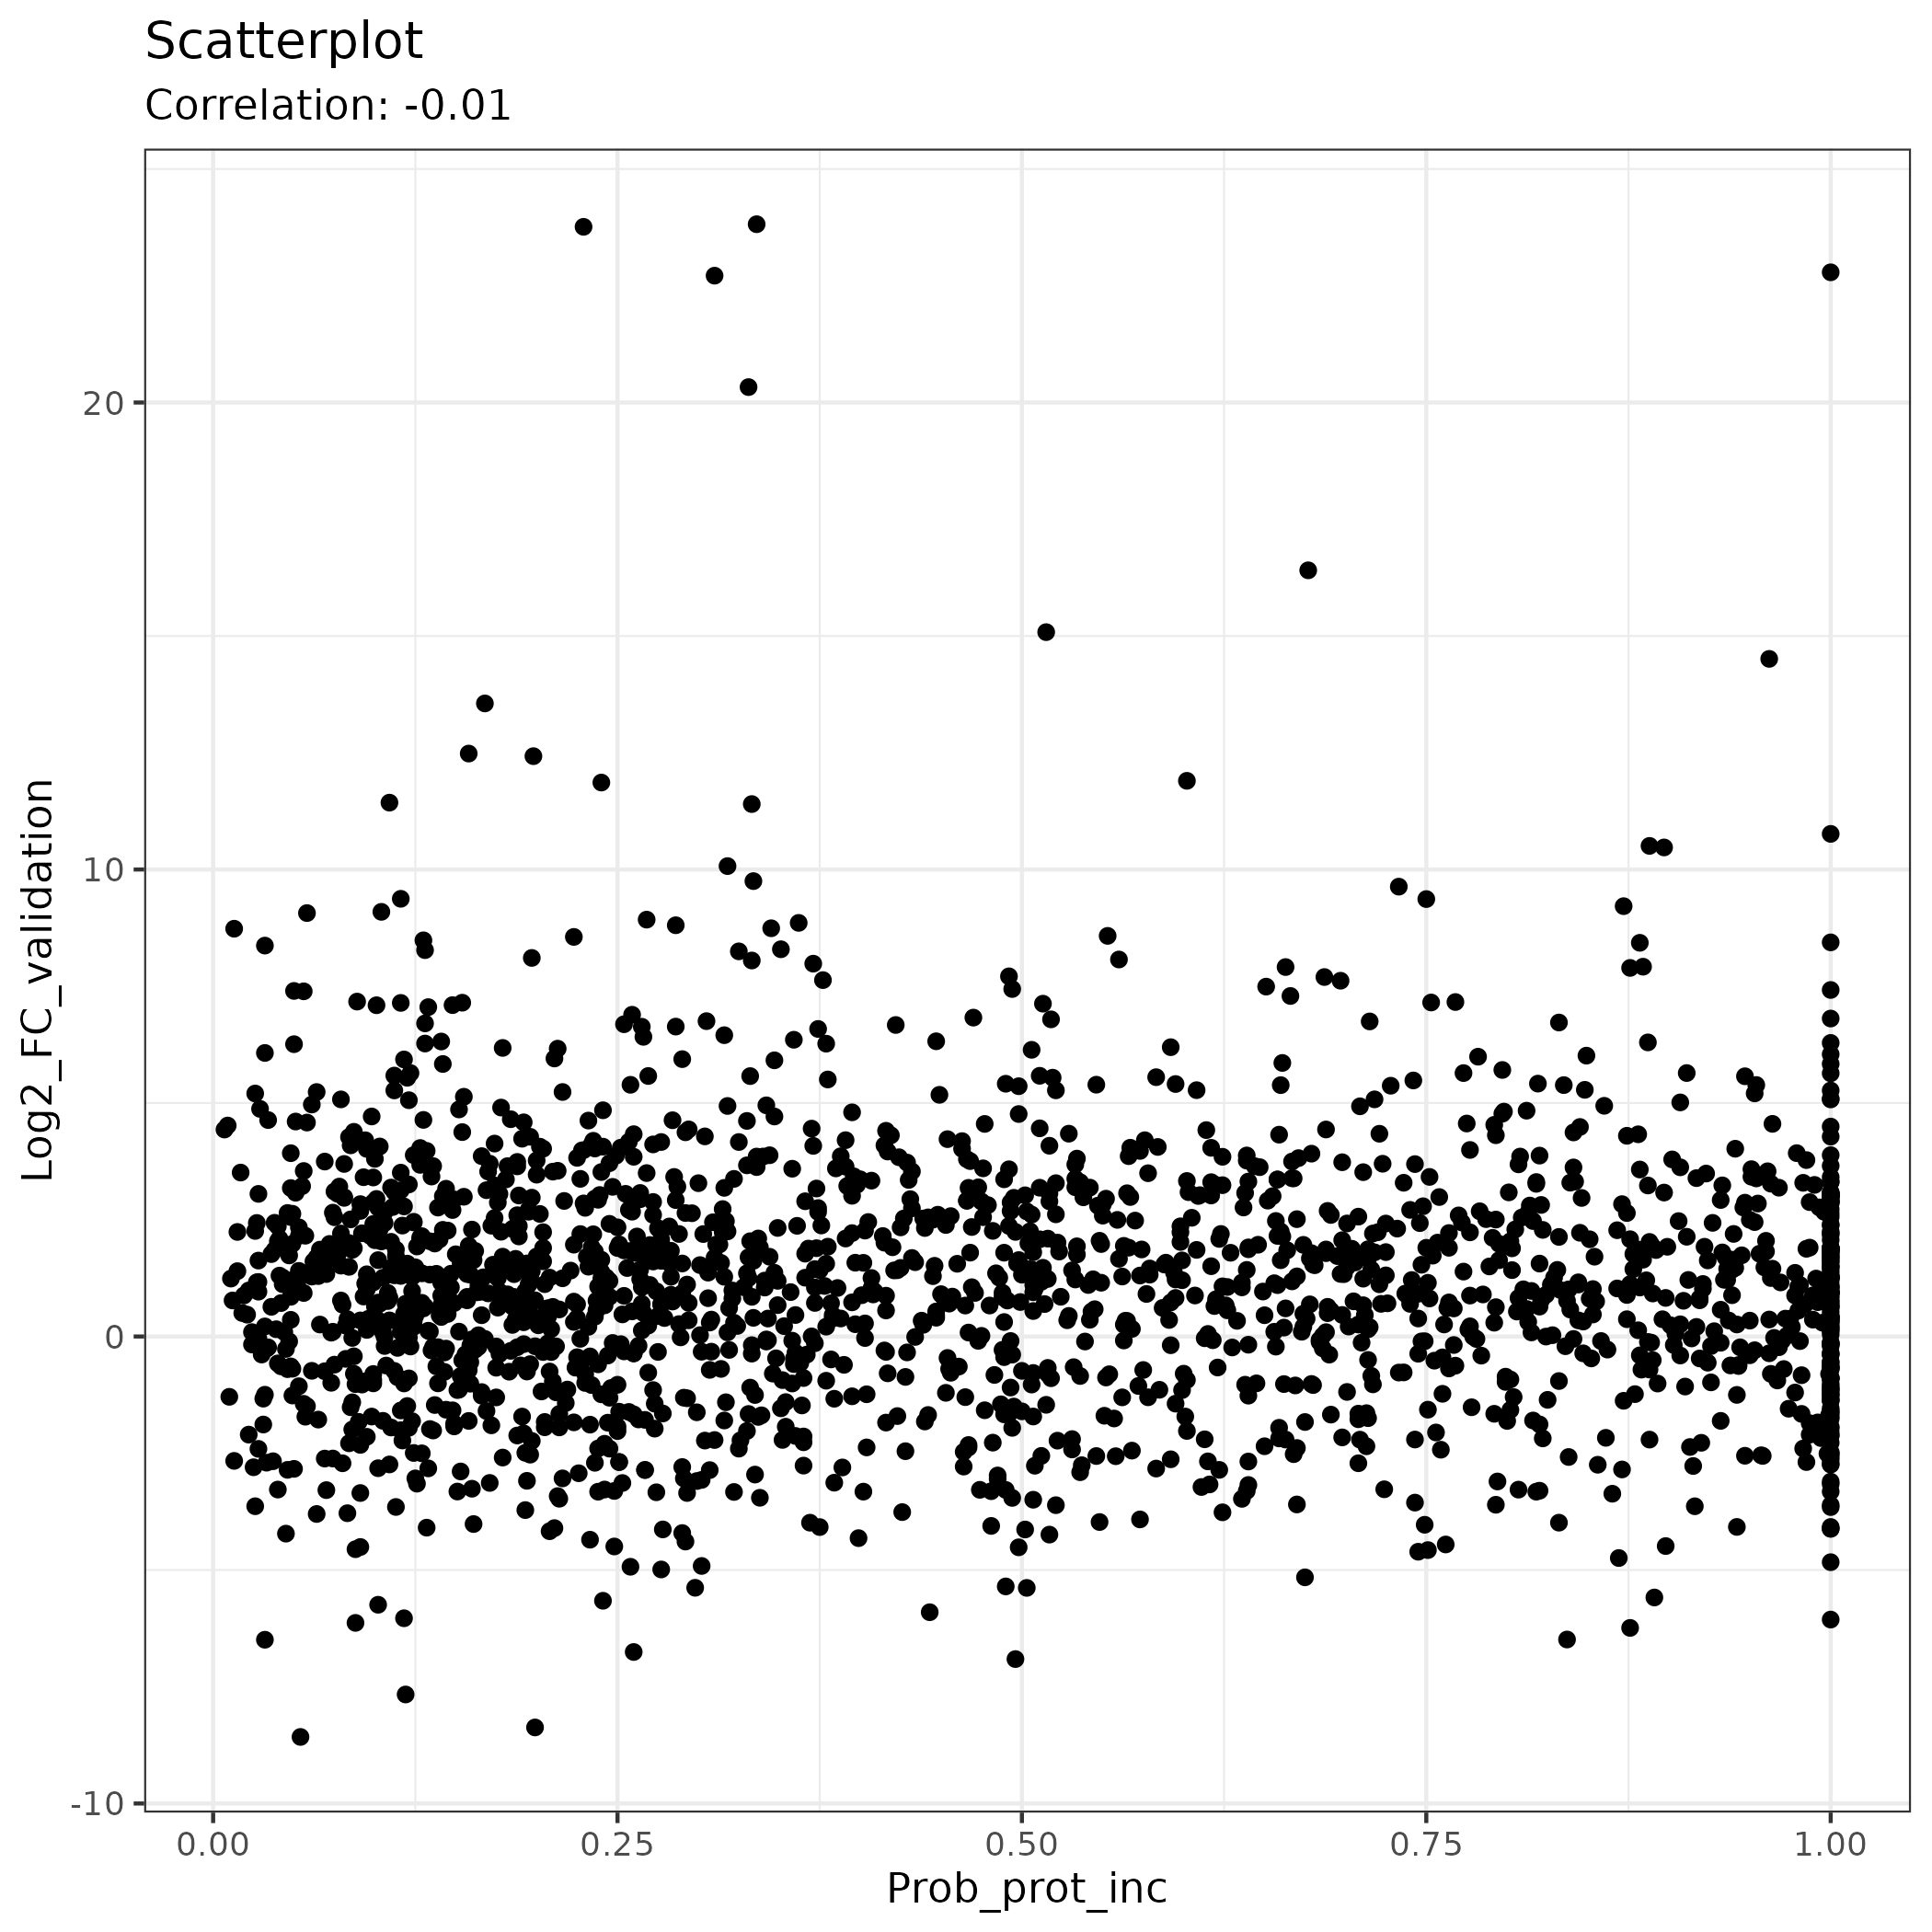 Scatterplot
Correlation: -0.01
Log2_FC_validation
20
10
0
-10
0.00
0.25
0.50
0.75
1.00
Prob_prot_inc